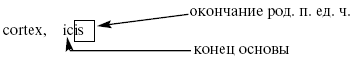 окончание род. п. ед. ч.
cortex, icis
конец основы